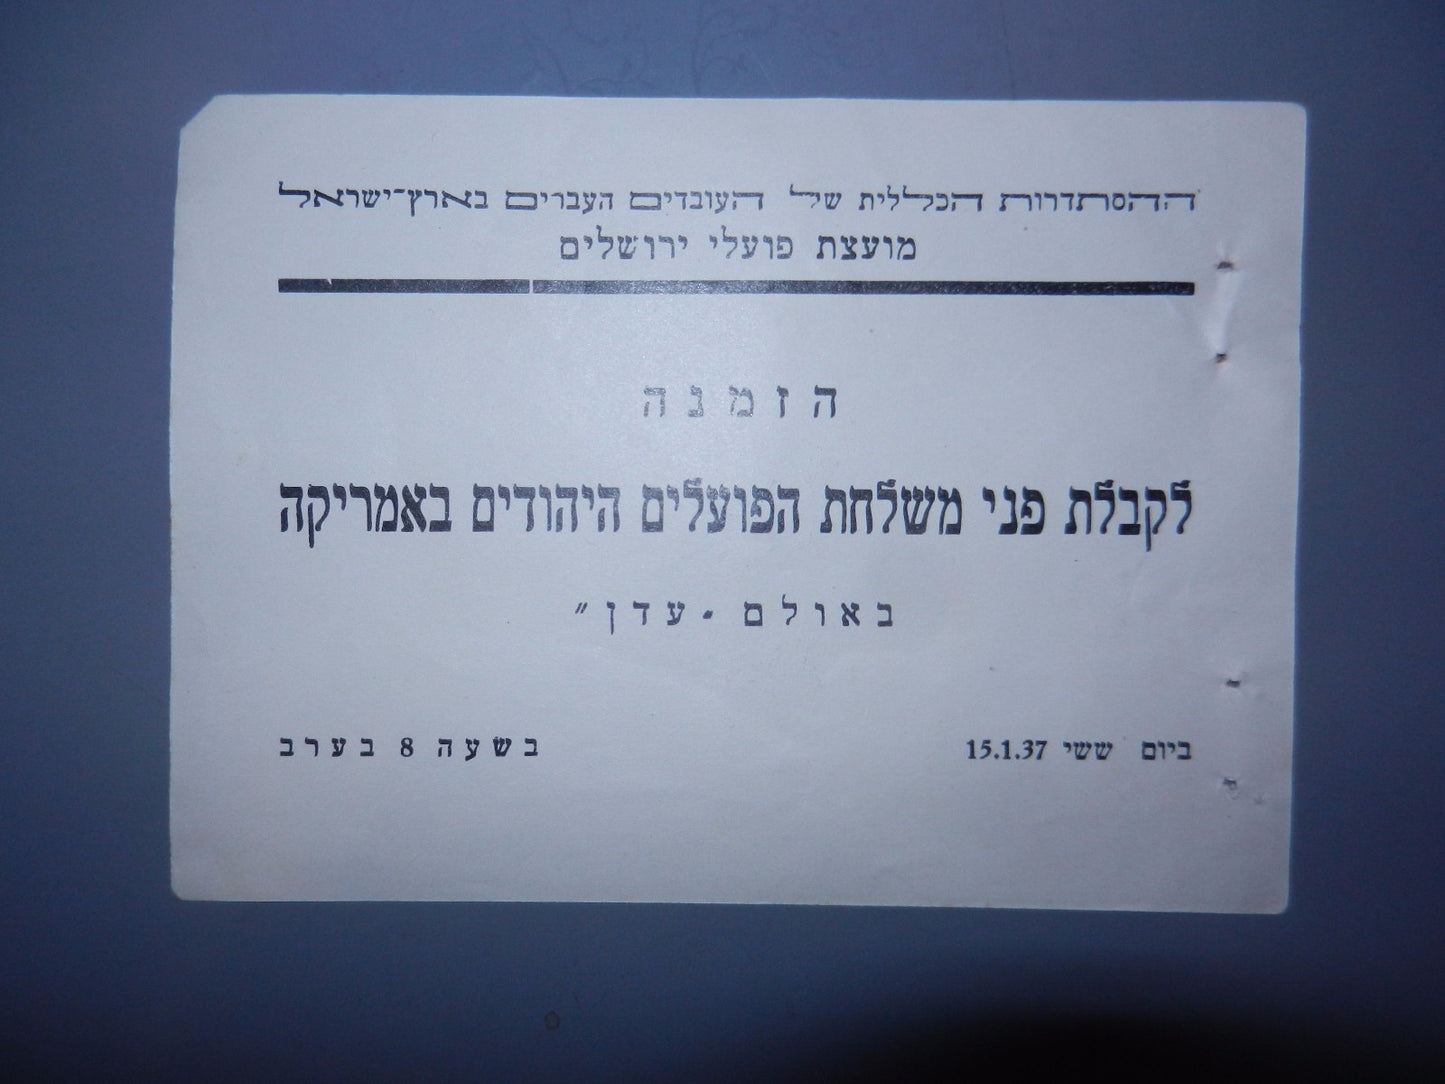 ההסתדרות הכללית של העובדים העברים בארץ־ישראל
מועצת פועלי ירושלים
הזמנה
לקבלת פני משלחת הפועלים היהודים באמריקה
באולם „עדן”
ביום ששי 15.1.37 בשעה 8 בערב